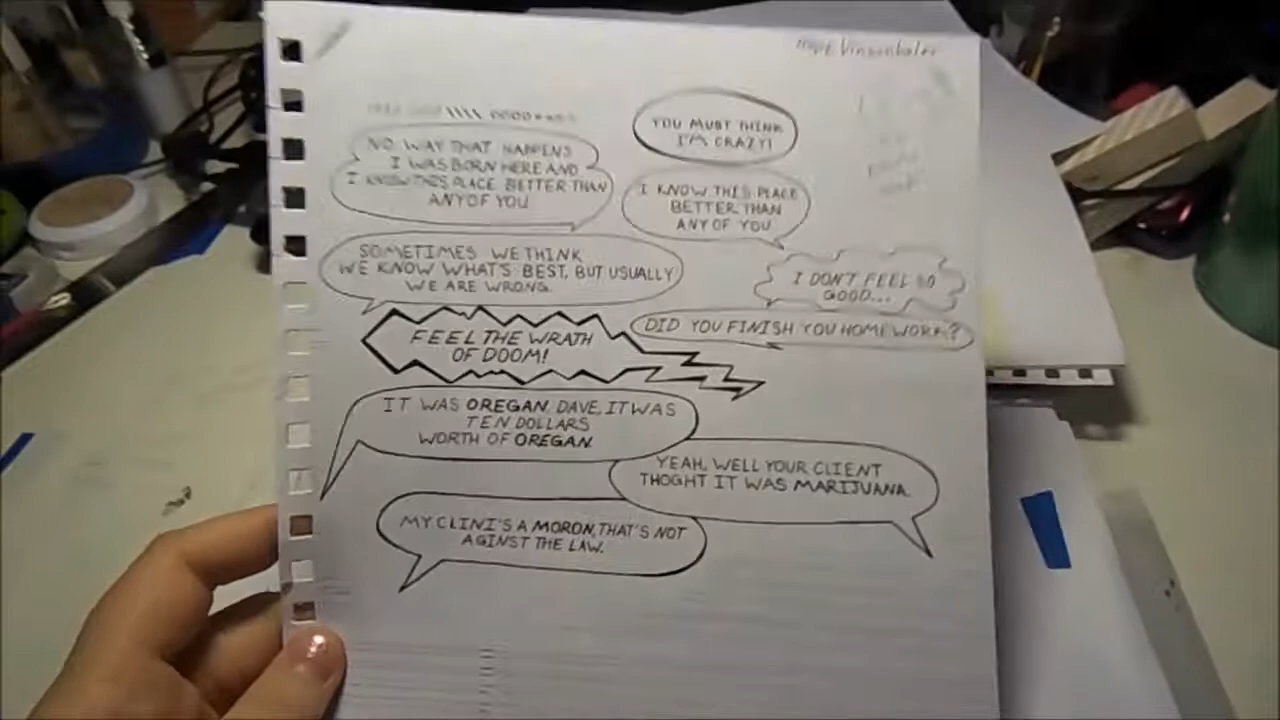 YOU MUST THINK
I'M CRAZY!
NO WAY THAT HAPPENS
I WAS BORN HERE AND
I KNOW THIS PLACE BETTER THAN
ANY OF YOU
I KNOW THIS PLACE
BETTER THAN
ANY OF YOU
SOMETIMES WE THINK
WE KNOW WHAT'S BEST, BUT USUALLY
WE ARE WRONG.
I DON'T FEEL SO
GOOD...
FEEL THE WRATH
OF DOOM!
DID YOU FINISH YOU HOMEWORK?
IT WAS OREGAN, DAVE, IT WAS
TEN DOLLARS
WORTH OF OREGAN.
YEAH, WELL YOUR CLIENT
THOGHT IT WAS MARIJUANA.
MY CLINI'S A MORON, THAT'S NOT
AGINST THE LAW.